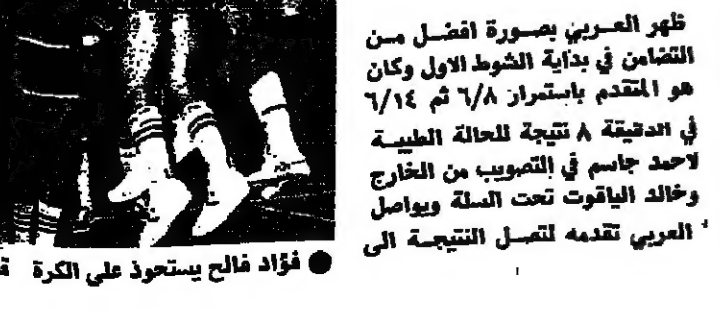 ظهر العربي بصورة افضل من
التضامن في بداية الشوط الاول وكان
هو المتقدم باستمرار ٦/٨ ثم ٦/١٤
في الدقيقة ٨ نتيجة للحالة الطيبة
لاحمد جاسم في التصويب من الخارج
وخالد الياقوت تحت السلة ويواصل
العربي تقدمه لتصل النتيجة الى
● فؤاد فالح يستحوذ على الكرة